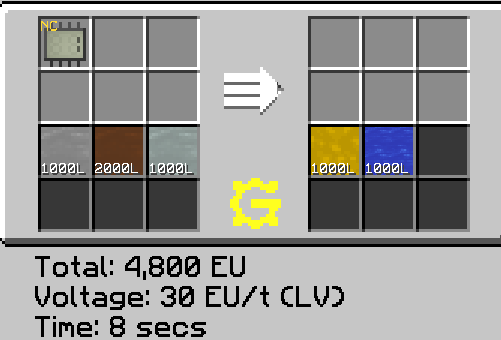 NC
1000L 2000L 1000L 1000L 1000L
Total: 4,800 EU
Voltage: 30 EU/t (LV)
Time: 8 secs